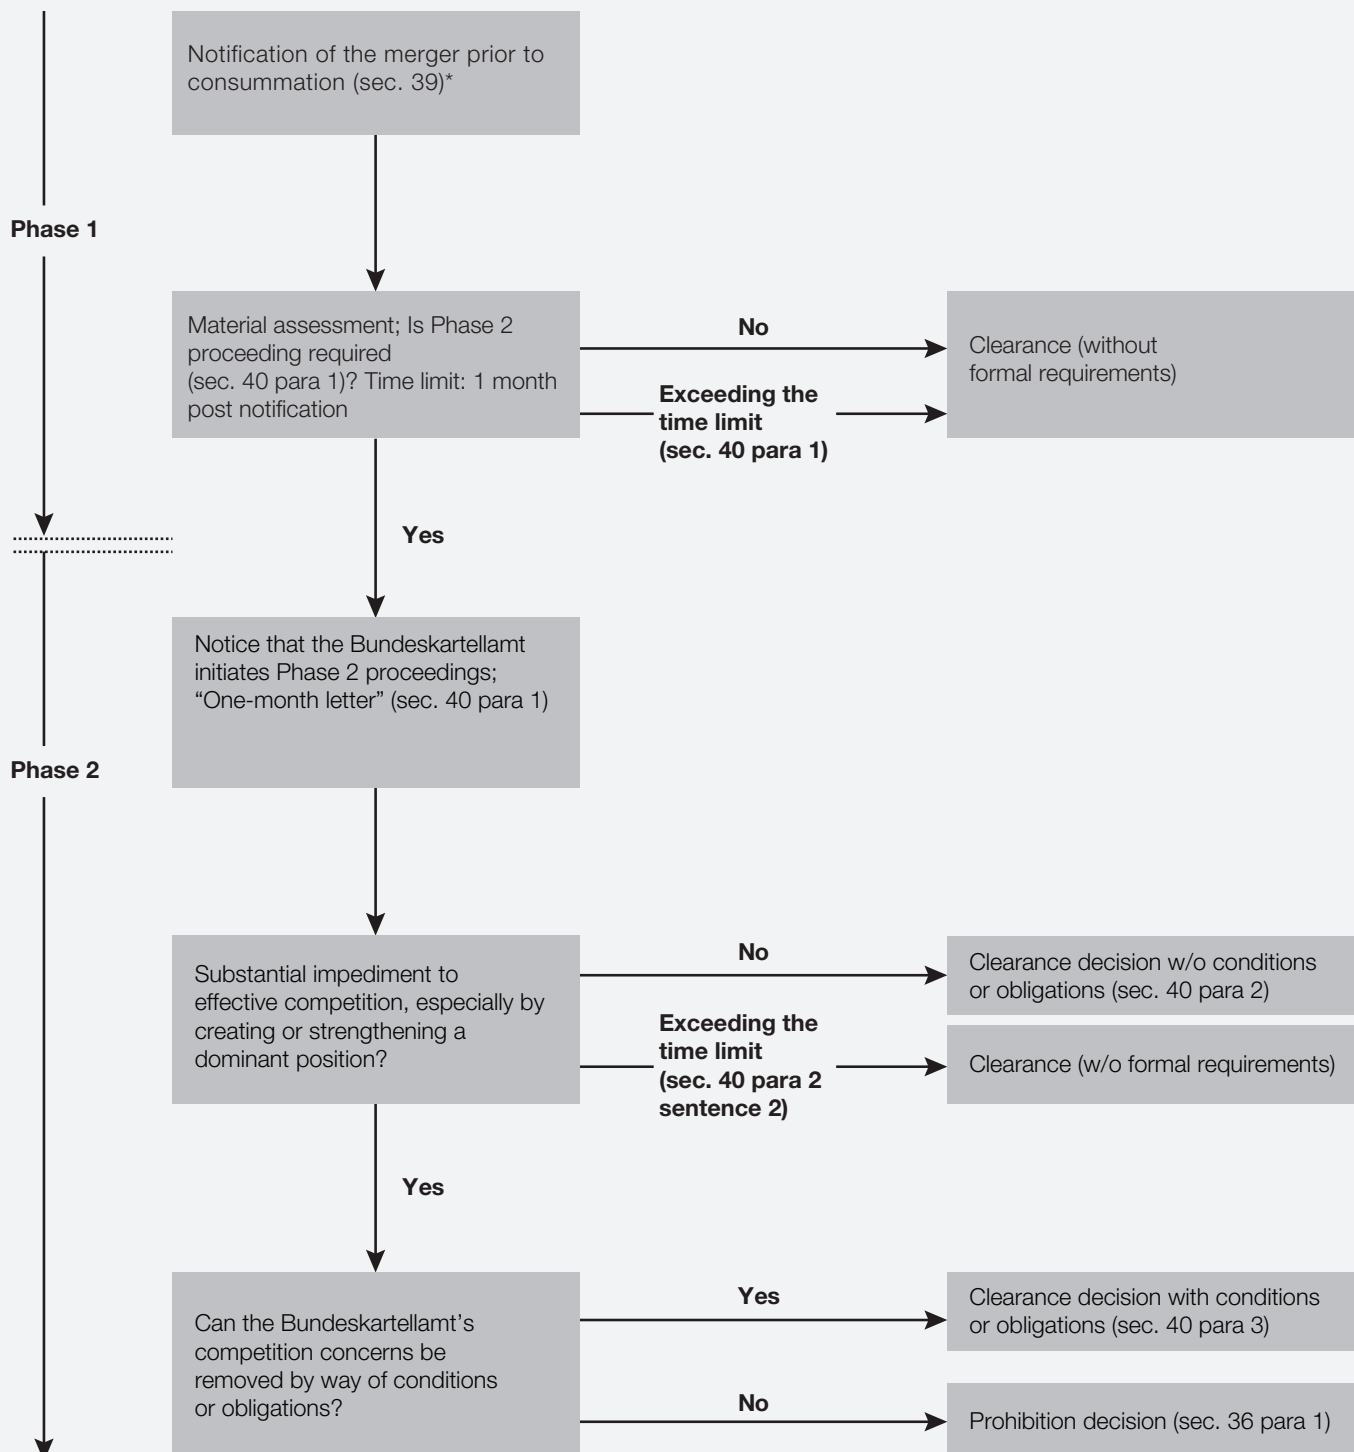 Notification of the merger prior to
consummation (sec. 39)*
Phase 1
Material assessment; Is Phase 2
proceeding required
(sec. 40 para 1)? Time limit: 1 month
post notification
No
Exceeding the
time limit
(sec. 40 para 1)
Clearance (without
formal requirements)
Yes
Notice that the Bundeskartellamt
initiates Phase 2 proceedings;
“One-month letter” (sec. 40 para 1)
Phase 2
Substantial impediment to
effective competition, especially by
creating or strengthening a
dominant position?
No
Clearance decision w/o conditions
or obligations (sec. 40 para 2)
Exceeding the
time limit
(sec. 40 para 2
sentence 2)
Clearance (w/o formal requirements)
Yes
Can the Bundeskartellamt’s
competition concerns be
removed by way of conditions
or obligations?
Yes
Clearance decision with conditions
or obligations (sec. 40 para 3)
No
Prohibition decision (sec. 36 para 1)